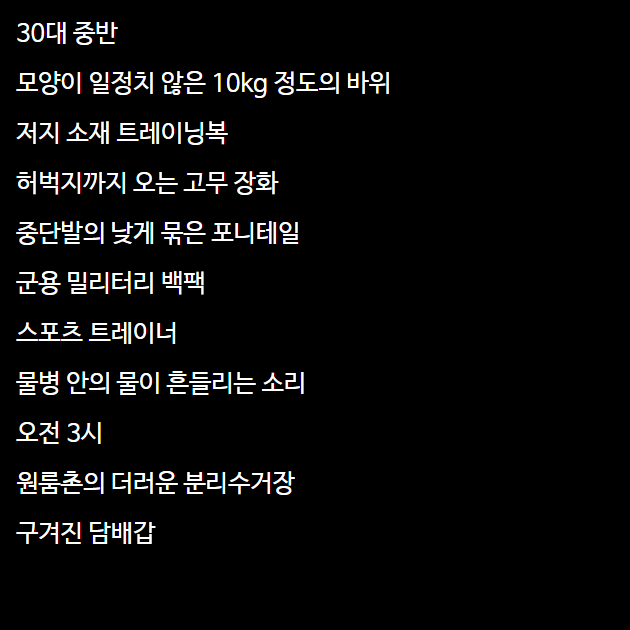 30대 중반
모양이 일정치 않은 10kg 정도의 바위
저지 소재 트레이닝복
허벅지까지 오는 고무 장화
중단발의 낮게 묶은 포니테일
군용 밀리터리 백팩
스포츠 트레이너
물병 안의 물이 흔들리는 소리
오전 3시
원룸촌의 더러운 분리수거장
구겨진 담배갑